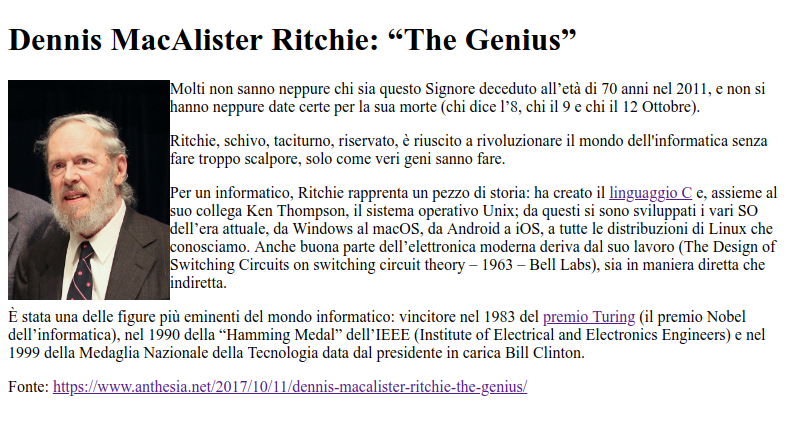 Dennis MacAlister Ritchie: “The Genius”
Molti non sanno neppure chi sia questo Signore deceduto all’età di 70 anni nel 2011, e non si
hanno neppure date certe per la sua morte (chi dice l’8, chi il 9 e chi il 12 Ottobre).
Ritchie, schivo, taciturno, riservato, è riuscito a rivoluzionare il mondo dell'informatica senza
fare troppo scalpore, solo come veri geni sanno fare.
Per un informatico, Ritchie rapprenta un pezzo di storia: ha creato il linguaggio C e, assieme al
suo collega Ken Thompson, il sistema operativo Unix; da questi si sono sviluppati i vari SO
dell’era attuale, da Windows al macOS, da Android a iOS, a tutte le distribuzioni di Linux che
conosciamo. Anche buona parte dell’elettronica moderna deriva dal suo lavoro (The Design of
Switching Circuits on switching circuit theory – 1963 – Bell Labs), sia in maniera diretta che
indiretta.
È stata una delle figure più eminenti del mondo informatico: vincitore nel 1983 del premio Turing (il premio Nobel
dell’informatica), nel 1990 della “Hamming Medal” dell’IEEE (Institute of Electrical and Electronics Engineers) e nel
1999 della Medaglia Nazionale della Tecnologia data dal presidente in carica Bill Clinton.
Fonte: https://www.anthesia.net/2017/10/11/dennis-macalister-ritchie-the-genius/